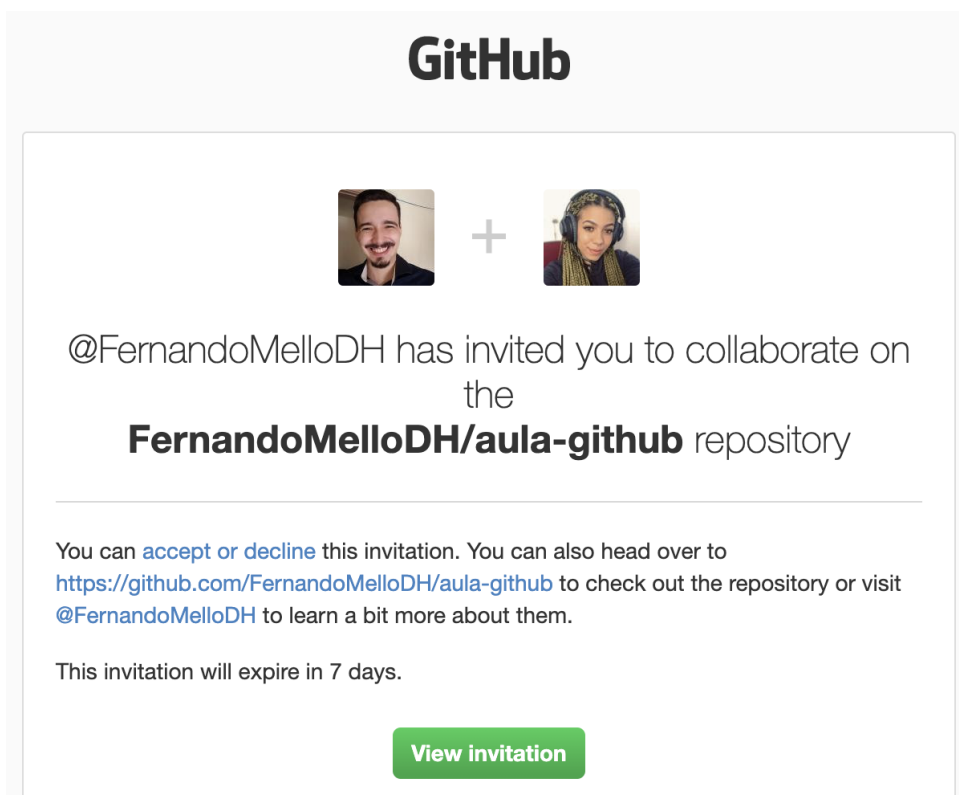 GitHub
@FernandoMelloDH has invited you to collaborate on
the
FernandoMelloDH/aula-github repository
You can accept or decline this invitation. You can also head over to
https://github.com/FernandoMelloDH/aula-github to check out the repository or visit
@FernandoMelloDH to learn a bit more about them.
This invitation will expire in 7 days.
View invitation